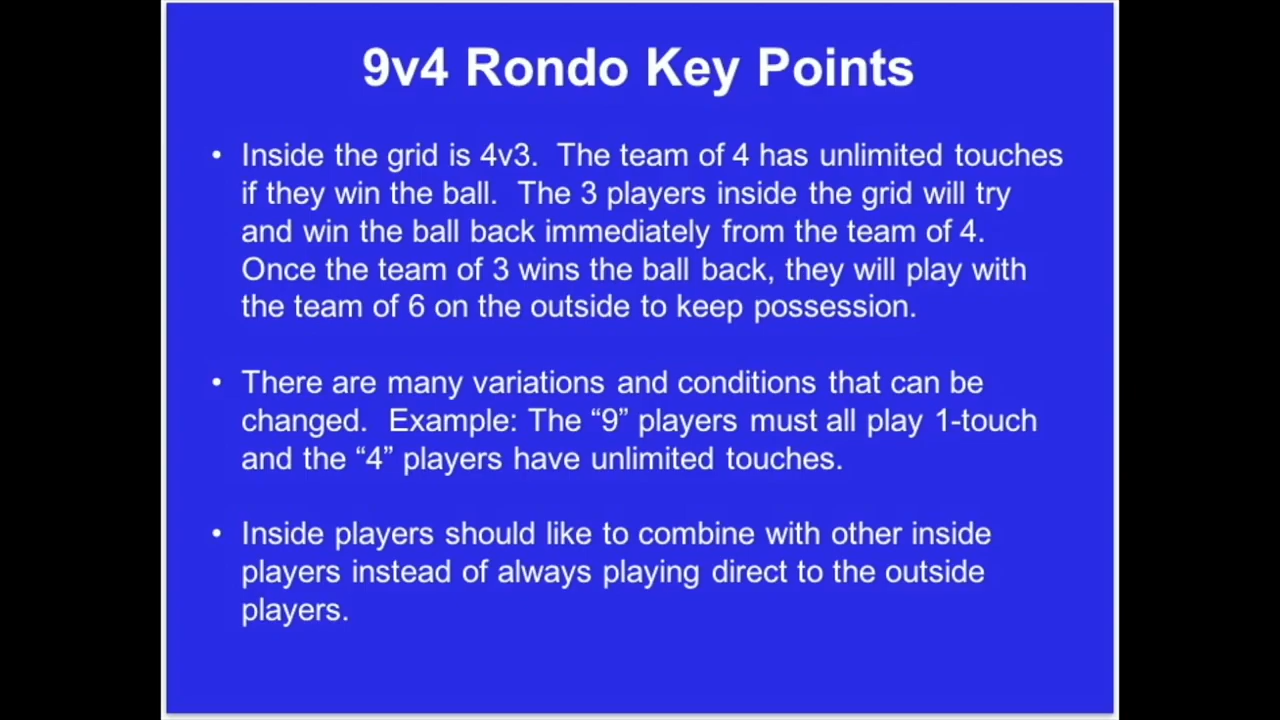 9v4 Rondo Key Points
• Inside the grid is 4v3.  The team of 4 has unlimited touches
if they win the ball.  The 3 players inside the grid will try
and win the ball back immediately from the team of 4.
Once the team of 3 wins the ball back, they will play with
the team of 6 on the outside to keep possession.
• There are many variations and conditions that can be
changed.  Example: The “9” players must all play 1-touch
and the “4” players have unlimited touches.
• Inside players should like to combine with other inside
players instead of always playing direct to the outside
players.